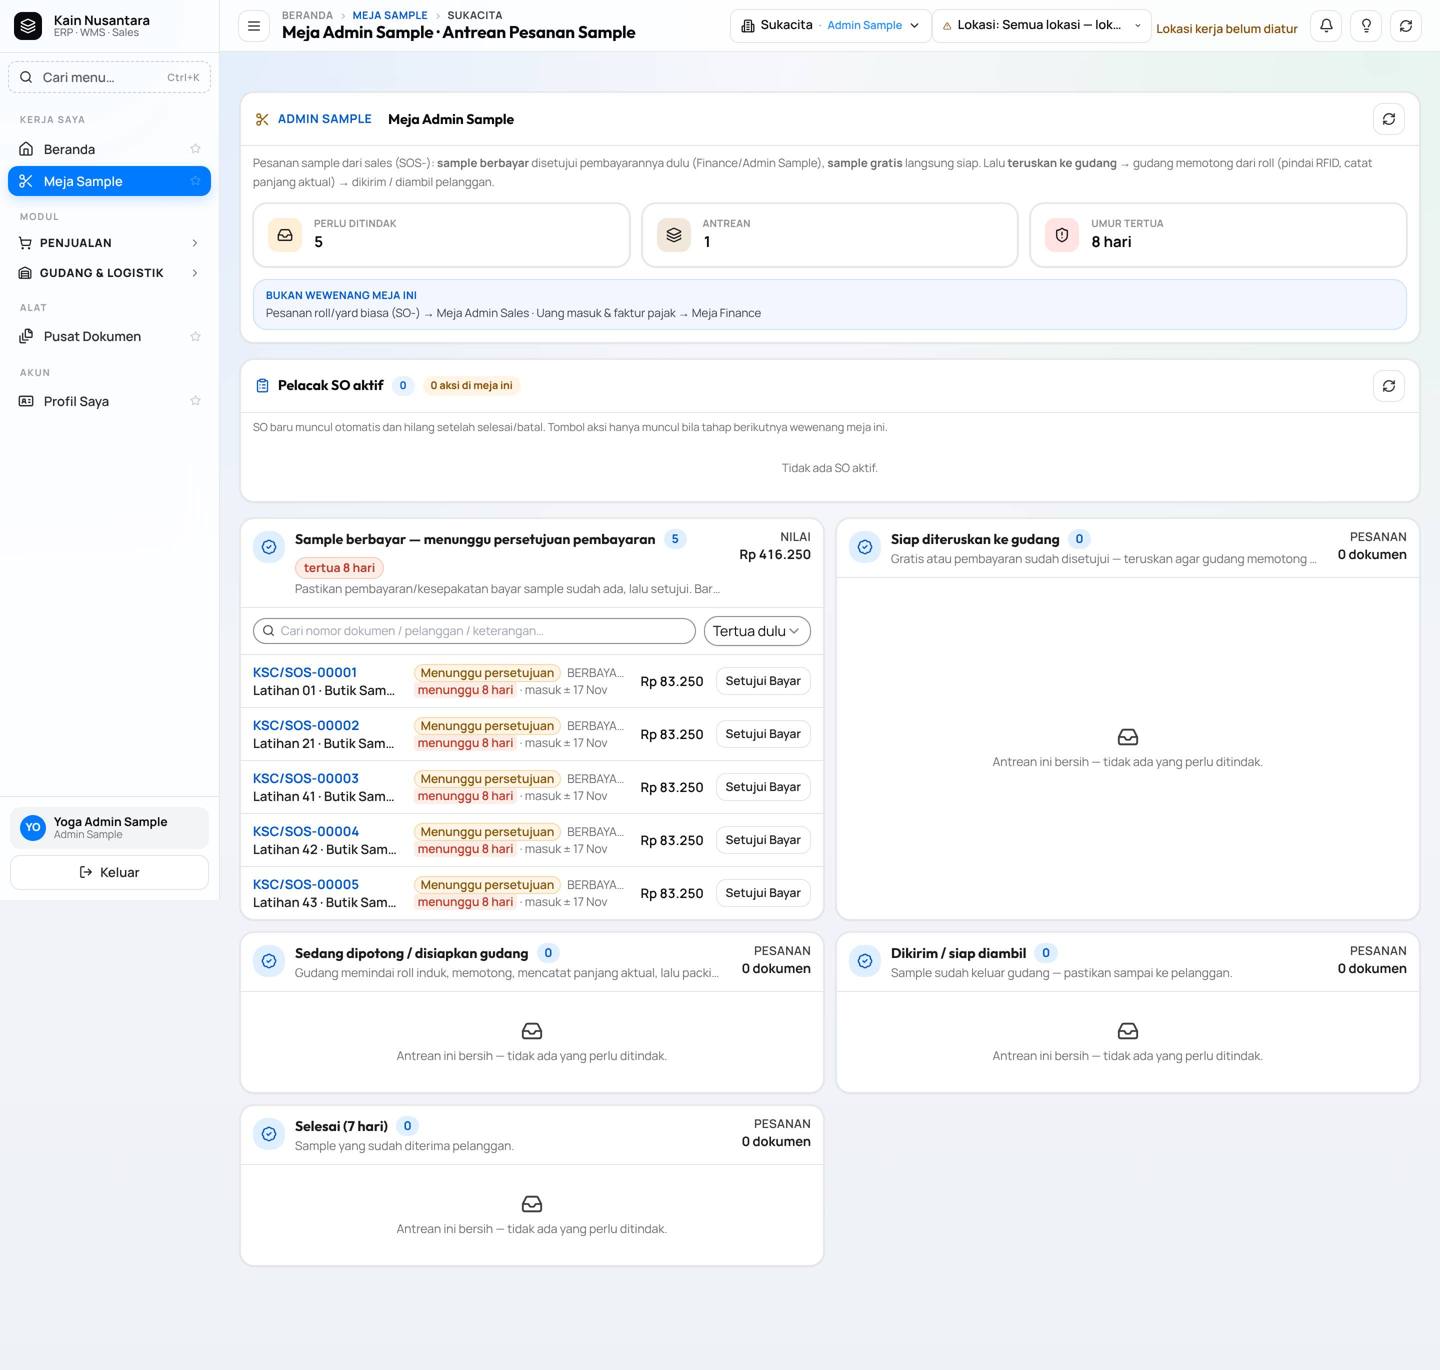 Kain Nusantara
ERP · WMS · Sales
Cari menu... Ctrl+K
KERJA SAYA
Beranda
Meja Sample
MODUL
PENJUALAN
GUDANG & LOGISTIK
ALAT
Pusat Dokumen
AKUN
Profil Saya
YO
Yoga Admin Sample
Admin Sample
Keluar
BERANDA › MEJA SAMPLE › SUKACITA
Meja Admin Sample · Antrean Pesanan Sample
Sukacita · Admin Sample
Lokasi: Semua lokasi — lok...
Lokasi kerja belum diatur
ADMIN SAMPLE Meja Admin Sample
Pesanan sample dari sales (SOS-): sample berbayar disetujui pembayarannya dulu (Finance/Admin Sample), sample gratis langsung siap. Lalu teruskan ke gudang → gudang memotong dari roll (pindai RFID, catat
panjang aktual) → dikirim / diambil pelanggan.
PERLU DITINDAK
5
ANTREAN
1
UMUR TERTUA
8 hari
BUKAN WEWENANG MEJA INI
Pesanan roll/yard biasa (SO-) → Meja Admin Sales · Uang masuk & faktur pajak → Meja Finance
Pelacak SO aktif 0 0 aksi di meja ini
SO baru muncul otomatis dan hilang setelah selesai/batal. Tombol aksi hanya muncul bila tahap berikutnya wewenang meja ini.
Tidak ada SO aktif.
Sample berbayar — menunggu persetujuan pembayaran 5
tertua 8 hari
Pastikan pembayaran/kesepakatan bayar sample sudah ada, lalu setujui. Bar...
NILAI
Rp 416.250
Cari nomor dokumen / pelanggan / keterangan...
Tertua dulu
KSC/SOS-00001 Menunggu persetujuan BERBAYA...
Latihan 01 · Butik Sam... menunggu 8 hari · masuk ± 17 Nov
Rp 83.250 Setujui Bayar
KSC/SOS-00002 Menunggu persetujuan BERBAYA...
Latihan 21 · Butik Sam... menunggu 8 hari · masuk ± 17 Nov
Rp 83.250 Setujui Bayar
KSC/SOS-00003 Menunggu persetujuan BERBAYA...
Latihan 41 · Butik Sam... menunggu 8 hari · masuk ± 17 Nov
Rp 83.250 Setujui Bayar
KSC/SOS-00004 Menunggu persetujuan BERBAYA...
Latihan 42 · Butik Sam... menunggu 8 hari · masuk ± 17 Nov
Rp 83.250 Setujui Bayar
KSC/SOS-00005 Menunggu persetujuan BERBAYA...
Latihan 43 · Butik Sam... menunggu 8 hari · masuk ± 17 Nov
Rp 83.250 Setujui Bayar
Siap diteruskan ke gudang 0
Gratis atau pembayaran sudah disetujui — teruskan agar gudang memotong ...
PESANAN
0 dokumen
Antrean ini bersih — tidak ada yang perlu ditindak.
Sedang dipotong / disiapkan gudang 0
Gudang memindai roll induk, memotong, mencatat panjang aktual, lalu packi...
PESANAN
0 dokumen
Antrean ini bersih — tidak ada yang perlu ditindak.
Dikirim / siap diambil 0
Sample sudah keluar gudang — pastikan sampai ke pelanggan.
PESANAN
0 dokumen
Antrean ini bersih — tidak ada yang perlu ditindak.
Selesai (7 hari) 0
Sample yang sudah diterima pelanggan.
PESANAN
0 dokumen
Antrean ini bersih — tidak ada yang perlu ditindak.